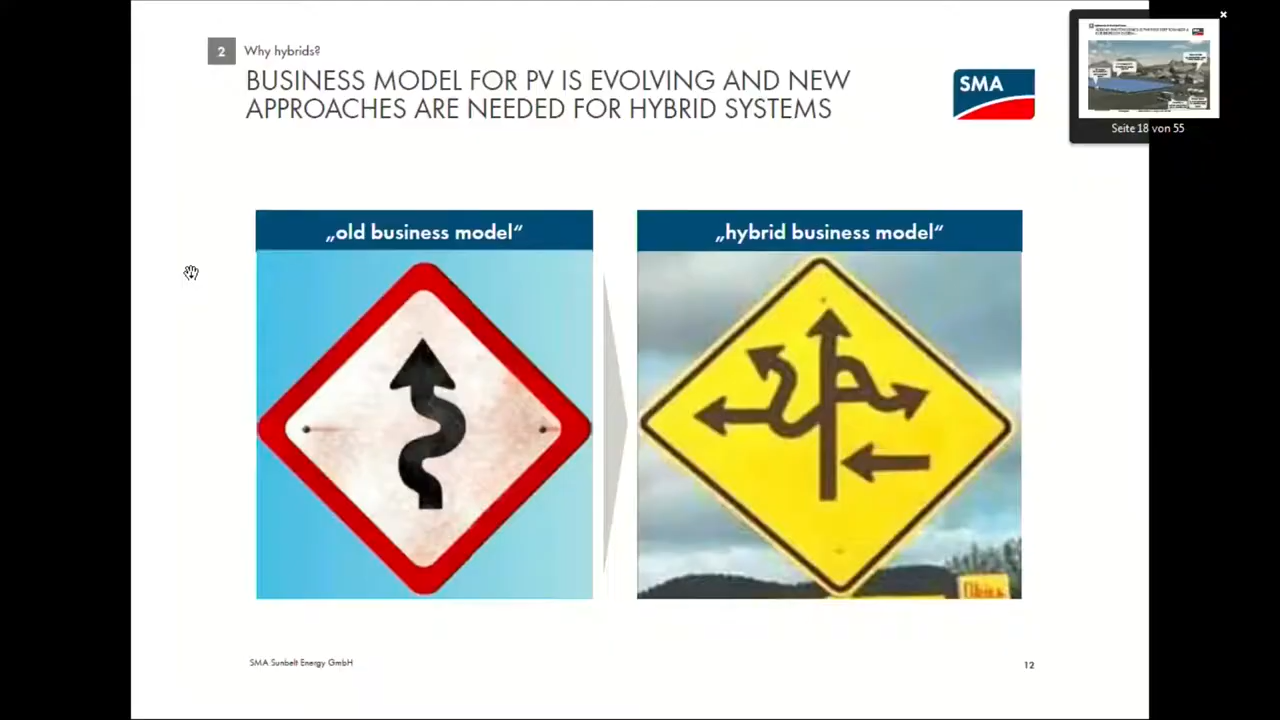 2 Why hybrids?
BUSINESS MODEL FOR PV IS EVOLVING AND NEW
APPROACHES ARE NEEDED FOR HYBRID SYSTEMS
SMA
Seite 18 von 55
„old business model“
„hybrid business model“
SMA Sunbelt Energy GmbH
12